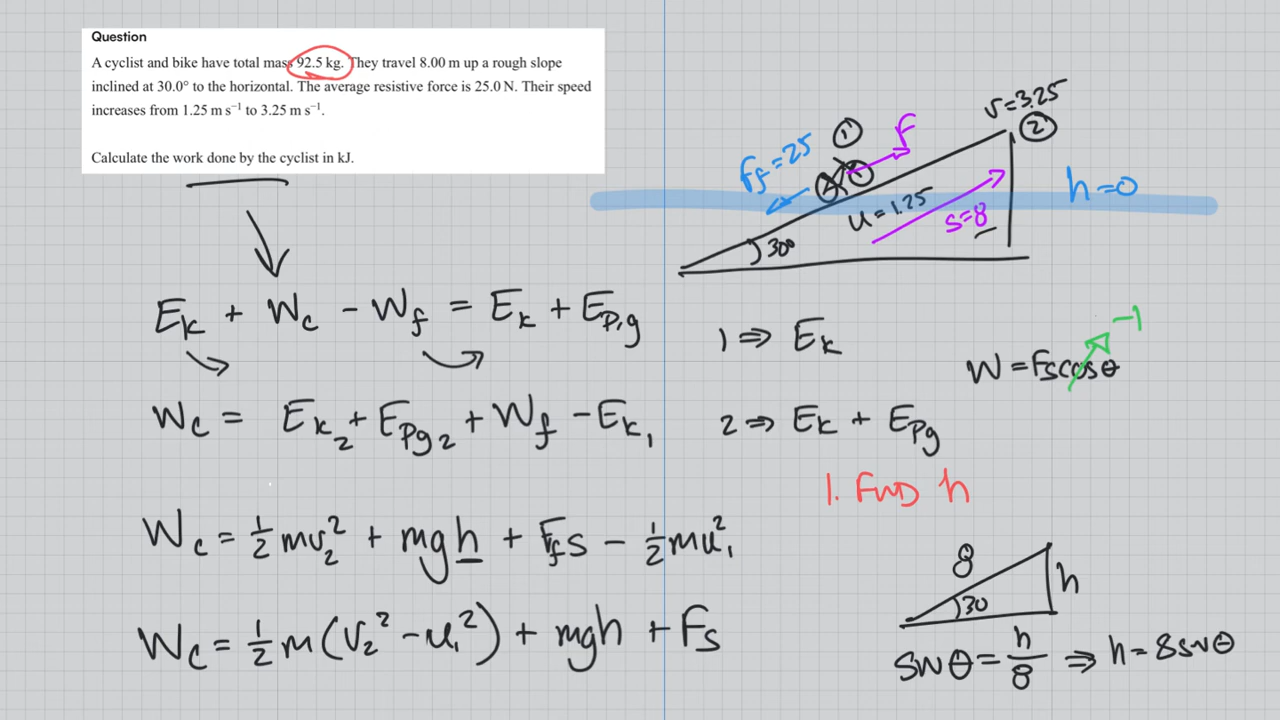 Question
A cyclist and bike have total mass 92.5 kg. They travel 8.00 m up a rough slope
inclined at 30.0° to the horizontal. The average resistive force is 25.0 N. Their speed
increases from 1.25 m s⁻¹ to 3.25 m s⁻¹.
Calculate the work done by the cyclist in kJ.
v=3.25
①
②
F
Ff=25
h=0
u=1.25
s=8
30°
Ek + Wc - Wf = Ek + Ep,g
1 ⇒ Ek
-1
W = Fscosθ
Wc = Ek2 + Epg2 + Wf - Ek1
2 ⇒ Ek + Epg
1. FIND h
Wc = ½mv₂² + mgh + Ffs - ½mu₁²
8
h
30
Wc = ½m(v₂² - u₁²) + mgh + Fs
SINθ = h/8 ⇒ h = 8sinθ